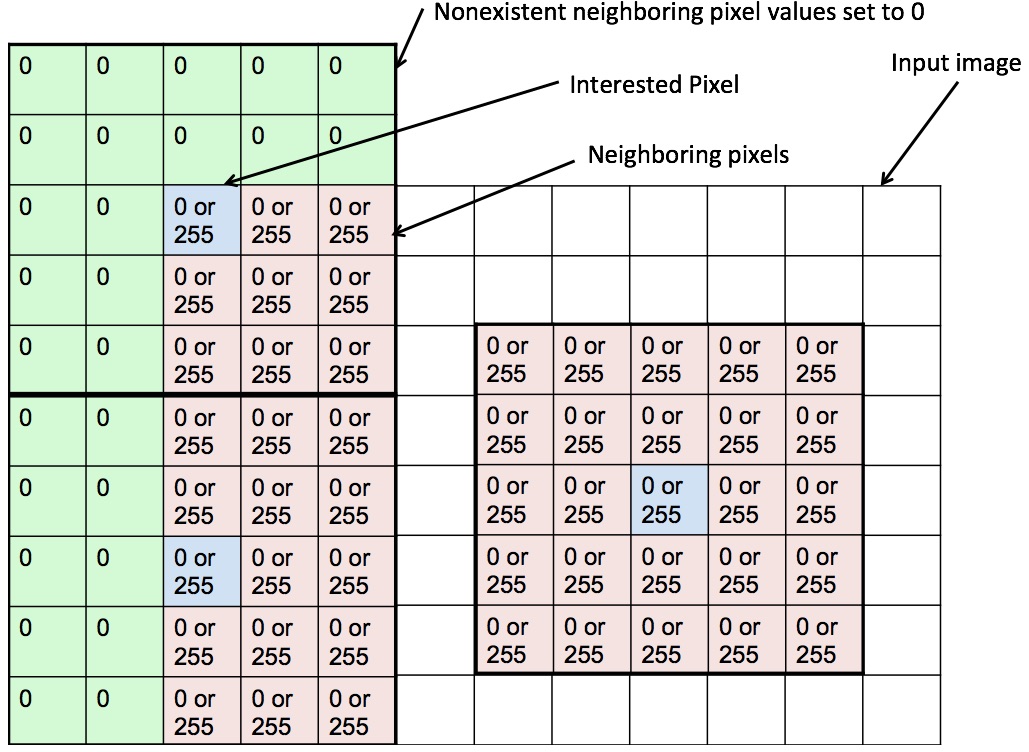 Nonexistent neighboring pixel values set to 0
Input image
Interested Pixel
Neighboring pixels
0 0 0 0 0
0 0 0 0 0
0 0 0 or 0 or 0 or
255 255 255
0 0 0 or 0 or 0 or
255 255 255
0 0 0 or 0 or 0 or 0 or 0 or 0 or 0 or 0 or
255 255 255 255 255 255 255 255
0 0 0 or 0 or 0 or 0 or 0 or 0 or 0 or 0 or
255 255 255 255 255 255 255 255
0 0 0 or 0 or 0 or 0 or 0 or 0 or 0 or 0 or
255 255 255 255 255 255 255 255
0 0 0 or 0 or 0 or 0 or 0 or 0 or 0 or 0 or
255 255 255 255 255 255 255 255
0 0 0 or 0 or 0 or 0 or 0 or 0 or 0 or 0 or
255 255 255 255 255 255 255 255
0 0 0 or 0 or 0 or
255 255 255